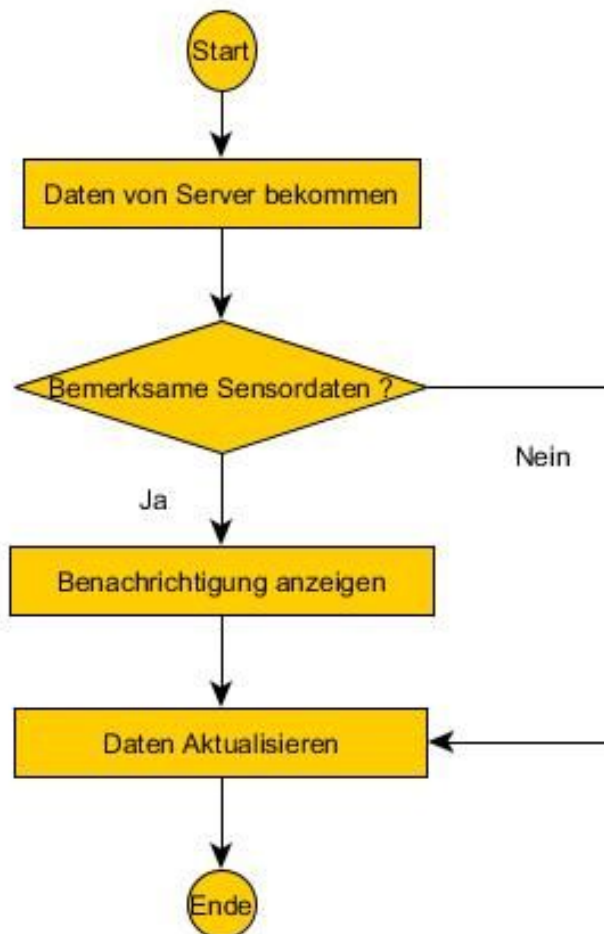 Start
Daten von Server bekommen
Bemerksame Sensordaten ?
Nein
Ja
Benachrichtigung anzeigen
Daten Aktualisieren
Ende